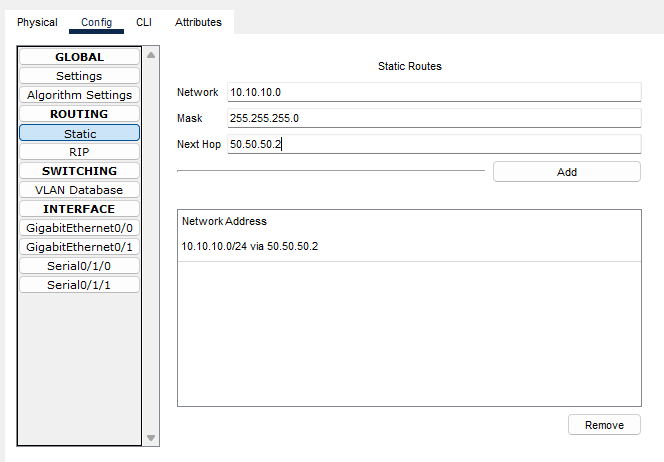 Physical Config CLI Attributes
GLOBAL
Settings
Algorithm Settings
ROUTING
Static
RIP
SWITCHING
VLAN Database
INTERFACE
GigabitEthernet0/0
GigabitEthernet0/1
Serial0/1/0
Serial0/1/1
Static Routes
Network 10.10.10.0
Mask 255.255.255.0
Next Hop 50.50.50.2
Add
Network Address
10.10.10.0/24 via 50.50.50.2
Remove